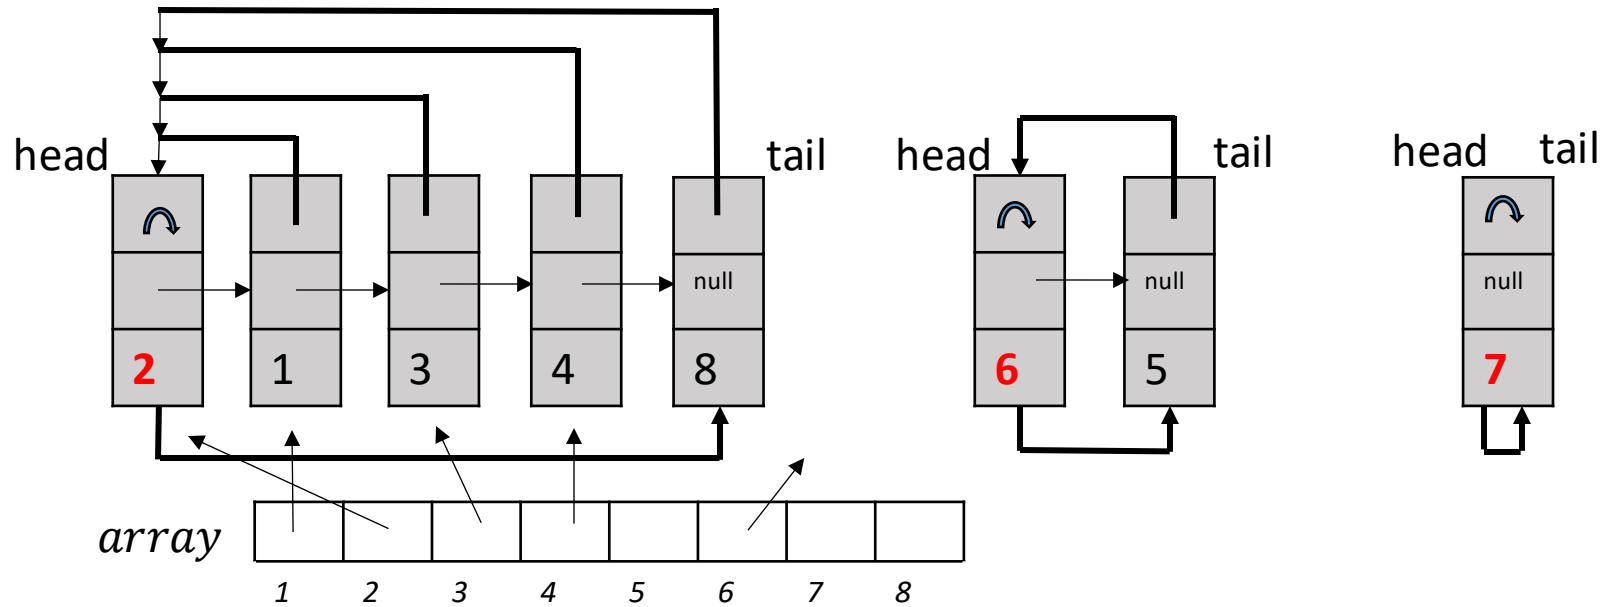 head tail head tail head tail
null null null
2 1 3 4 8 6 5 7
array
1 2 3 4 5 6 7 8